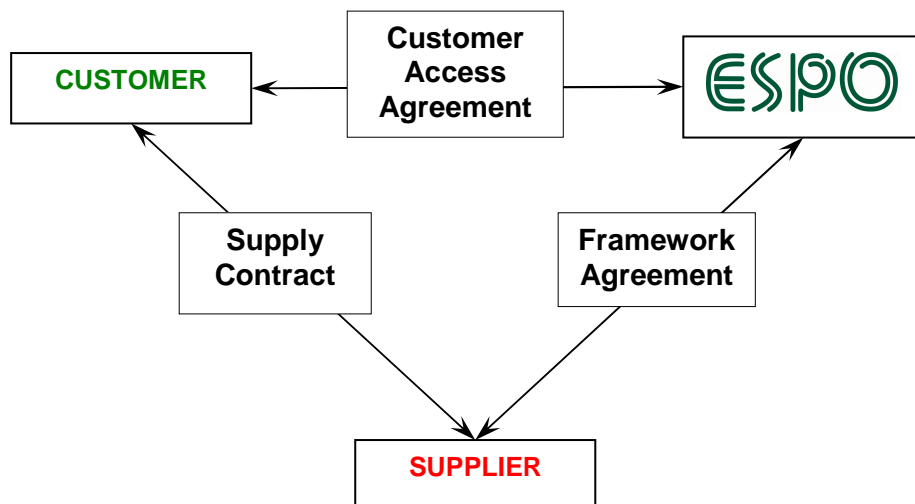 Customer
Access
Agreement
CUSTOMER
ESPO
Supply
Contract
Framework
Agreement
SUPPLIER